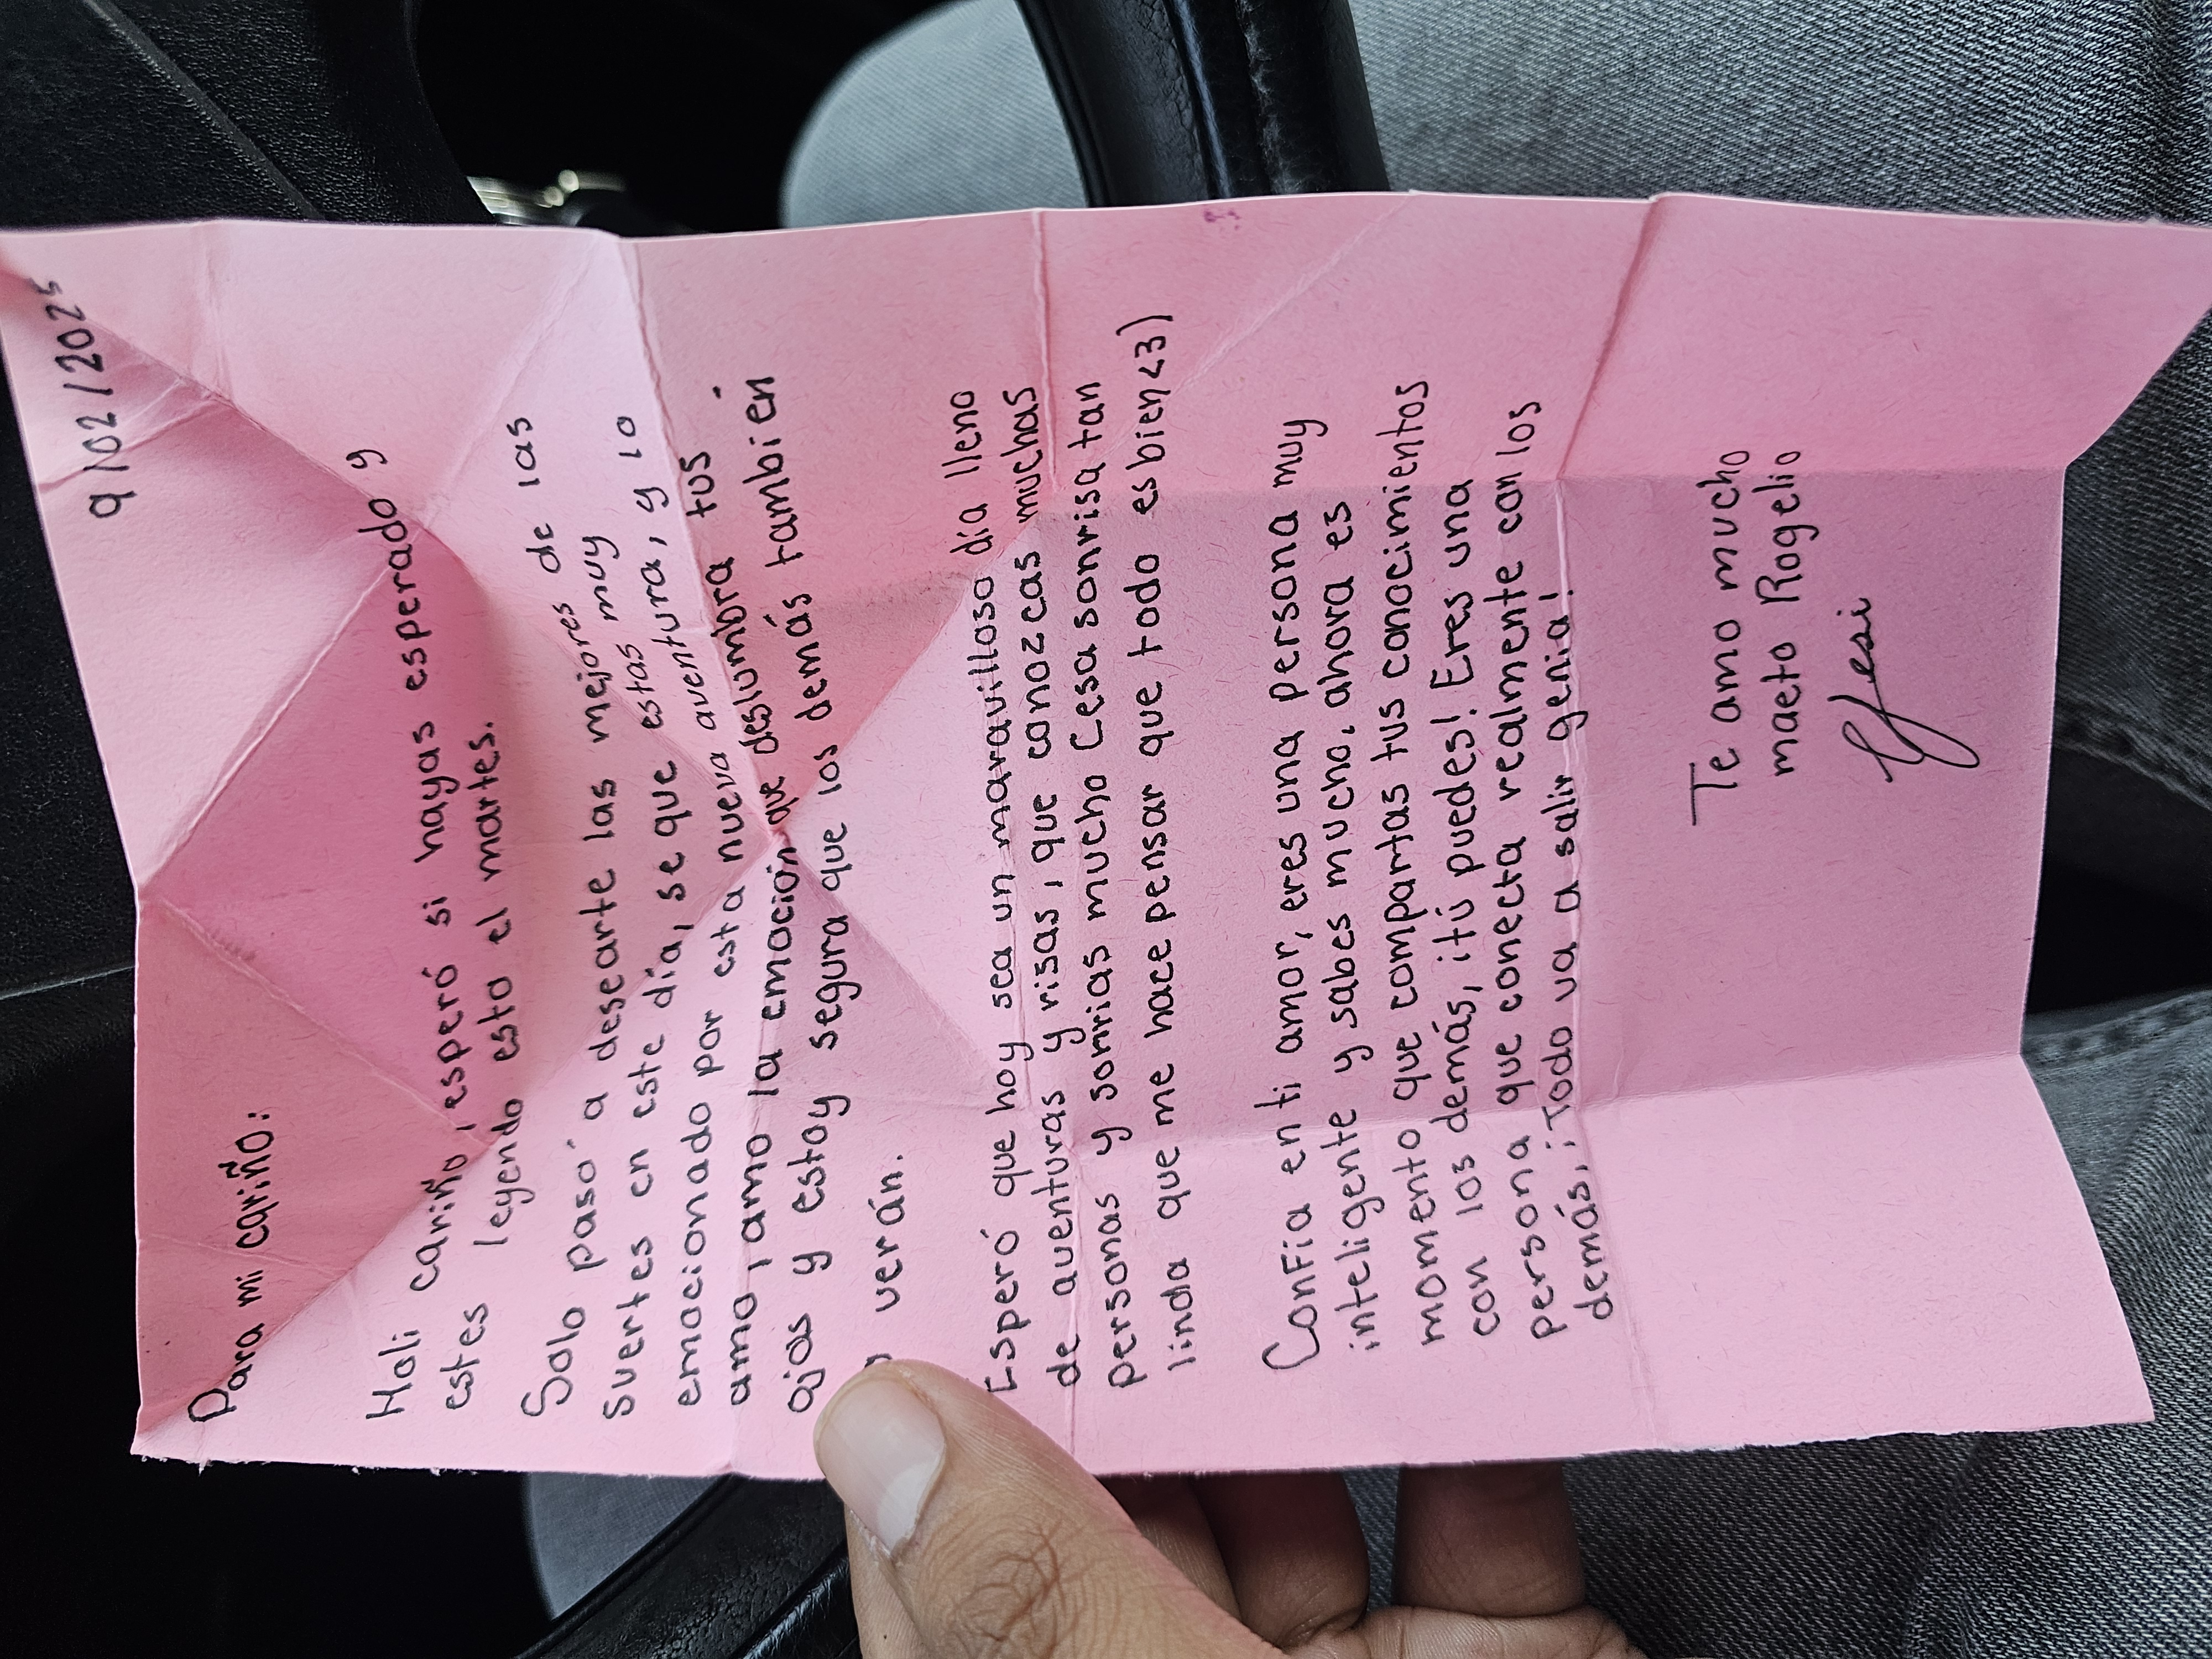 9/02/2025
Para mi cariño:
Holi cariño, esperó si hayas esperado y
estes leyendo esto el martes.
Solo pasó a desearte las mejores de las
suertes en este día, se que estas muy
emocionado por esta nueva aventura, y lo
amo, amo la emoción que deslumbra tus
ojos y estoy segura que los demás también
verán.
Esperó que hoy sea un maravilloso día lleno
de aventuras y risas, que conozcas muchas
personas y sonrias mucho (esa sonrisa tan
linda que me hace pensar que todo es bien <3)
Confia en ti amor, eres una persona muy
inteligente y sabes mucho. ahora es
momento que compartas tus conocimientos
con los demás, ¡tú puedes! Eres una
persona que conecta realmente con los
demás, ¡Todo va a salir genia!
Te amo mucho
maeto Rogelio
Jesi